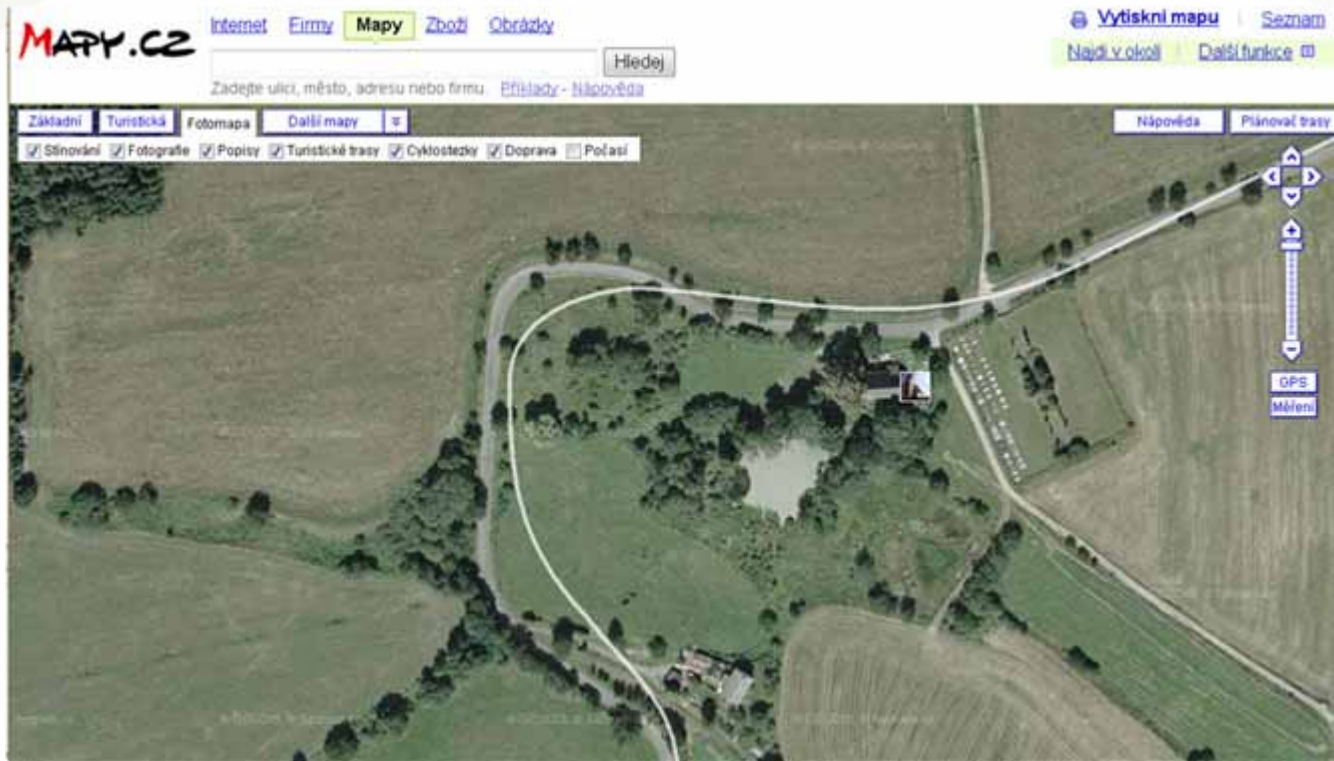 MAPY.CZ
Internet Firmy Mapy Zboží Obrázky
Hledej
Zadejte ulici, město, adresu nebo firmu. Příklady - Nápověda
Vytiskni mapu Seznam
Najdi v okolí Další funkce
Základní Turistická Fotomapa Další mapy
Stínování Fotografie Popisy Turistické trasy Cyklostezky Doprava Počasí
Nápověda Plánovač trasy
GPS
Měření